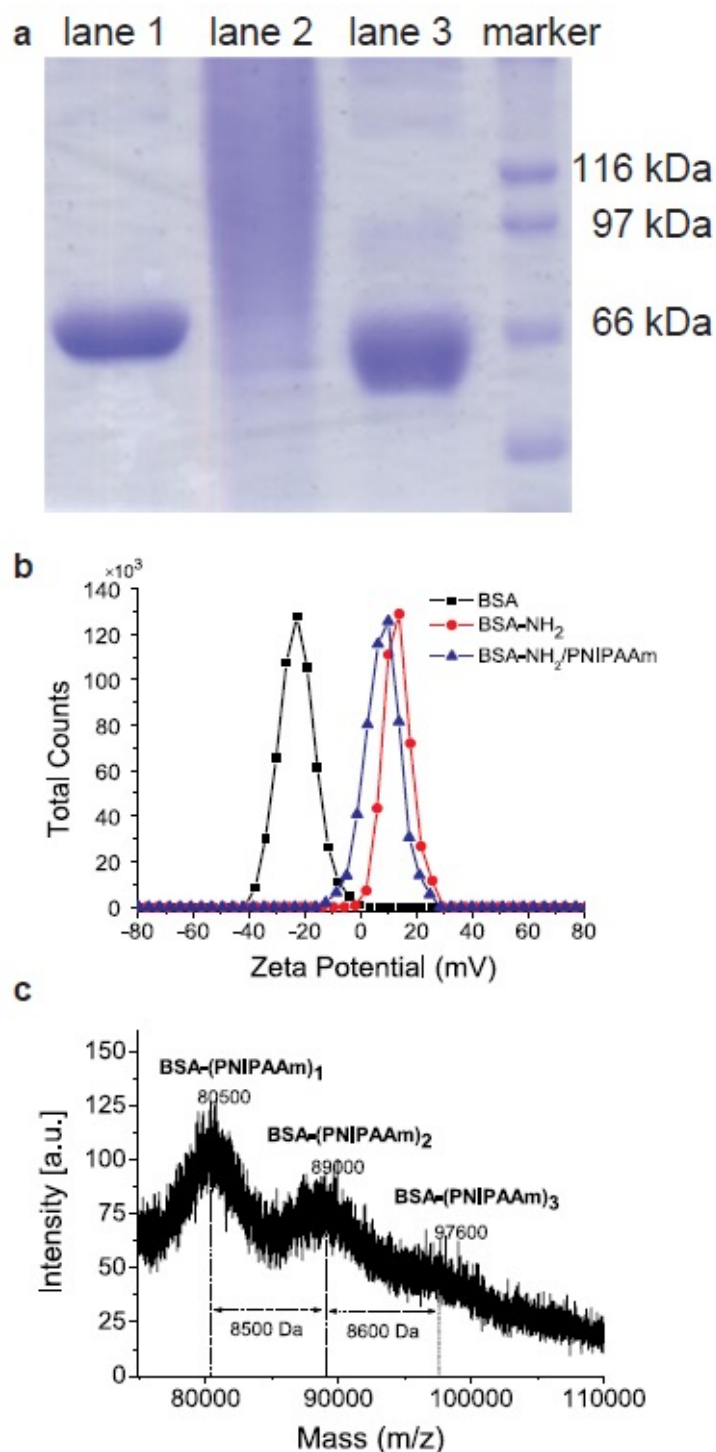 a lane 1 lane 2 lane 3 marker
116 kDa
97 kDa
66 kDa
b
×10³
140
120
100
80
60
40
20
0
Total Counts
BSA
BSA-NH₂
BSA-NH₂/PNIPAAm
-80 -60 -40 -20 0 20 40 60 80
Zeta Potential (mV)
c
150
125
100
75
50
25
0
Intensity [a.u.]
BSA-(PNIPAAm)₁
80500
BSA-(PNIPAAm)₂
89000
BSA-(PNIPAAm)₃
97600
8500 Da 8600 Da
80000 90000 100000 110000
Mass (m/z)